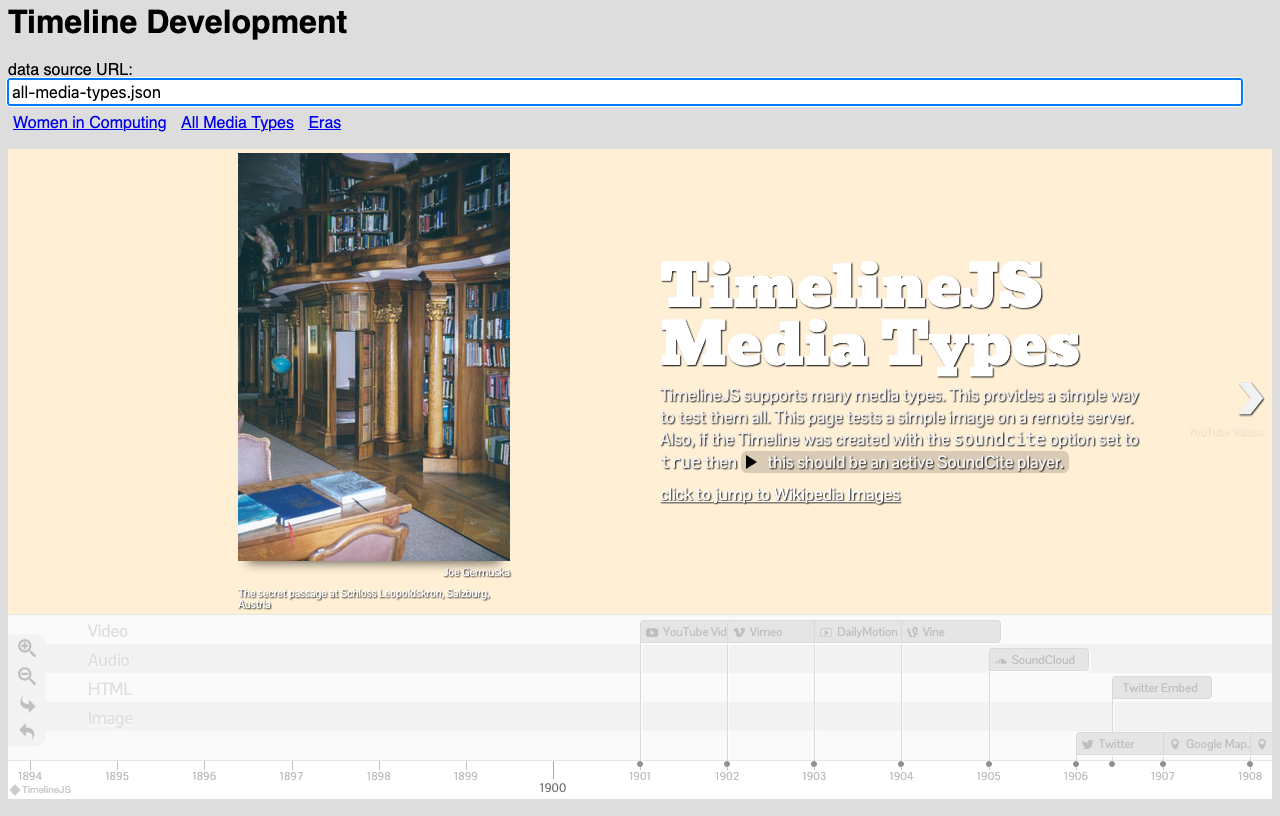 Timeline Development
data source URL:
all-media-types.json
Women in Computing All Media Types Eras
TimelineJS
Media Types
TimelineJS supports many media types. This provides a simple way
to test them all. This page tests a simple image on a remote server.
Also, if the Timeline was created with the soundcite option set to
true then this should be an active SoundCite player.
click to jump to Wikipedia Images
YouTube Videos
Joe Germuska
The secret passage at Schloss Leopoldskron, Salzburg,
Austria
Video
YouTube Vid Vimeo DailyMotion Vine
Audio
SoundCloud
HTML
Twitter Embed
Image
Twitter Google Map..
1894 1895 1896 1897 1898 1899 1900 1901 1902 1903 1904 1905 1906 1907 1908
TimelineJS